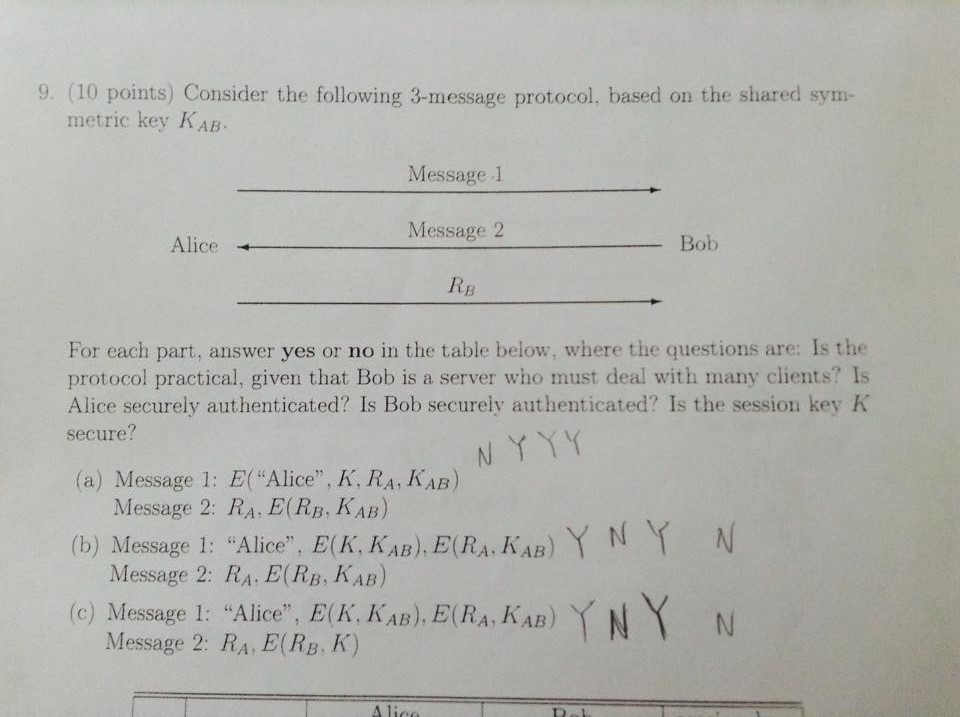 9. (10 points) Consider the following 3-message protocol, based on the shared sym-
metric key K_AB.
Message 1
Message 2
Alice
Bob
R_B
For each part, answer yes or no in the table below, where the questions are: Is the
protocol practical, given that Bob is a server who must deal with many clients? Is
Alice securely authenticated? Is Bob securely authenticated? Is the session key K
secure?
N Y Y Y
(a) Message 1: E("Alice", K, R_A, K_AB)
Message 2: R_A, E(R_B, K_AB)
(b) Message 1: "Alice", E(K, K_AB), E(R_A, K_AB) Y N Y N
Message 2: R_A, E(R_B, K_AB)
(c) Message 1: "Alice", E(K, K_AB), E(R_A, K_AB) Y N Y N
Message 2: R_A, E(R_B, K)
Alice Bob